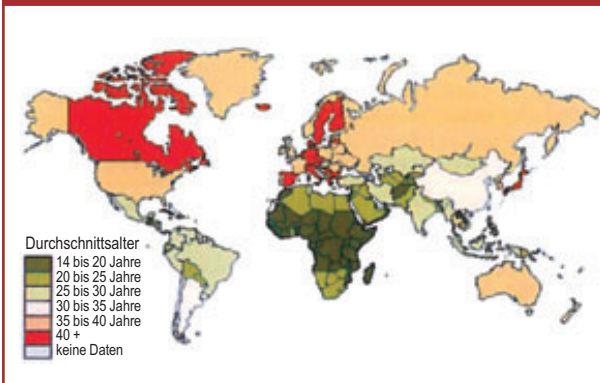 Durchschnittsalter
14 bis 20 Jahre
20 bis 25 Jahre
25 bis 30 Jahre
30 bis 35 Jahre
35 bis 40 Jahre
40 +
keine Daten